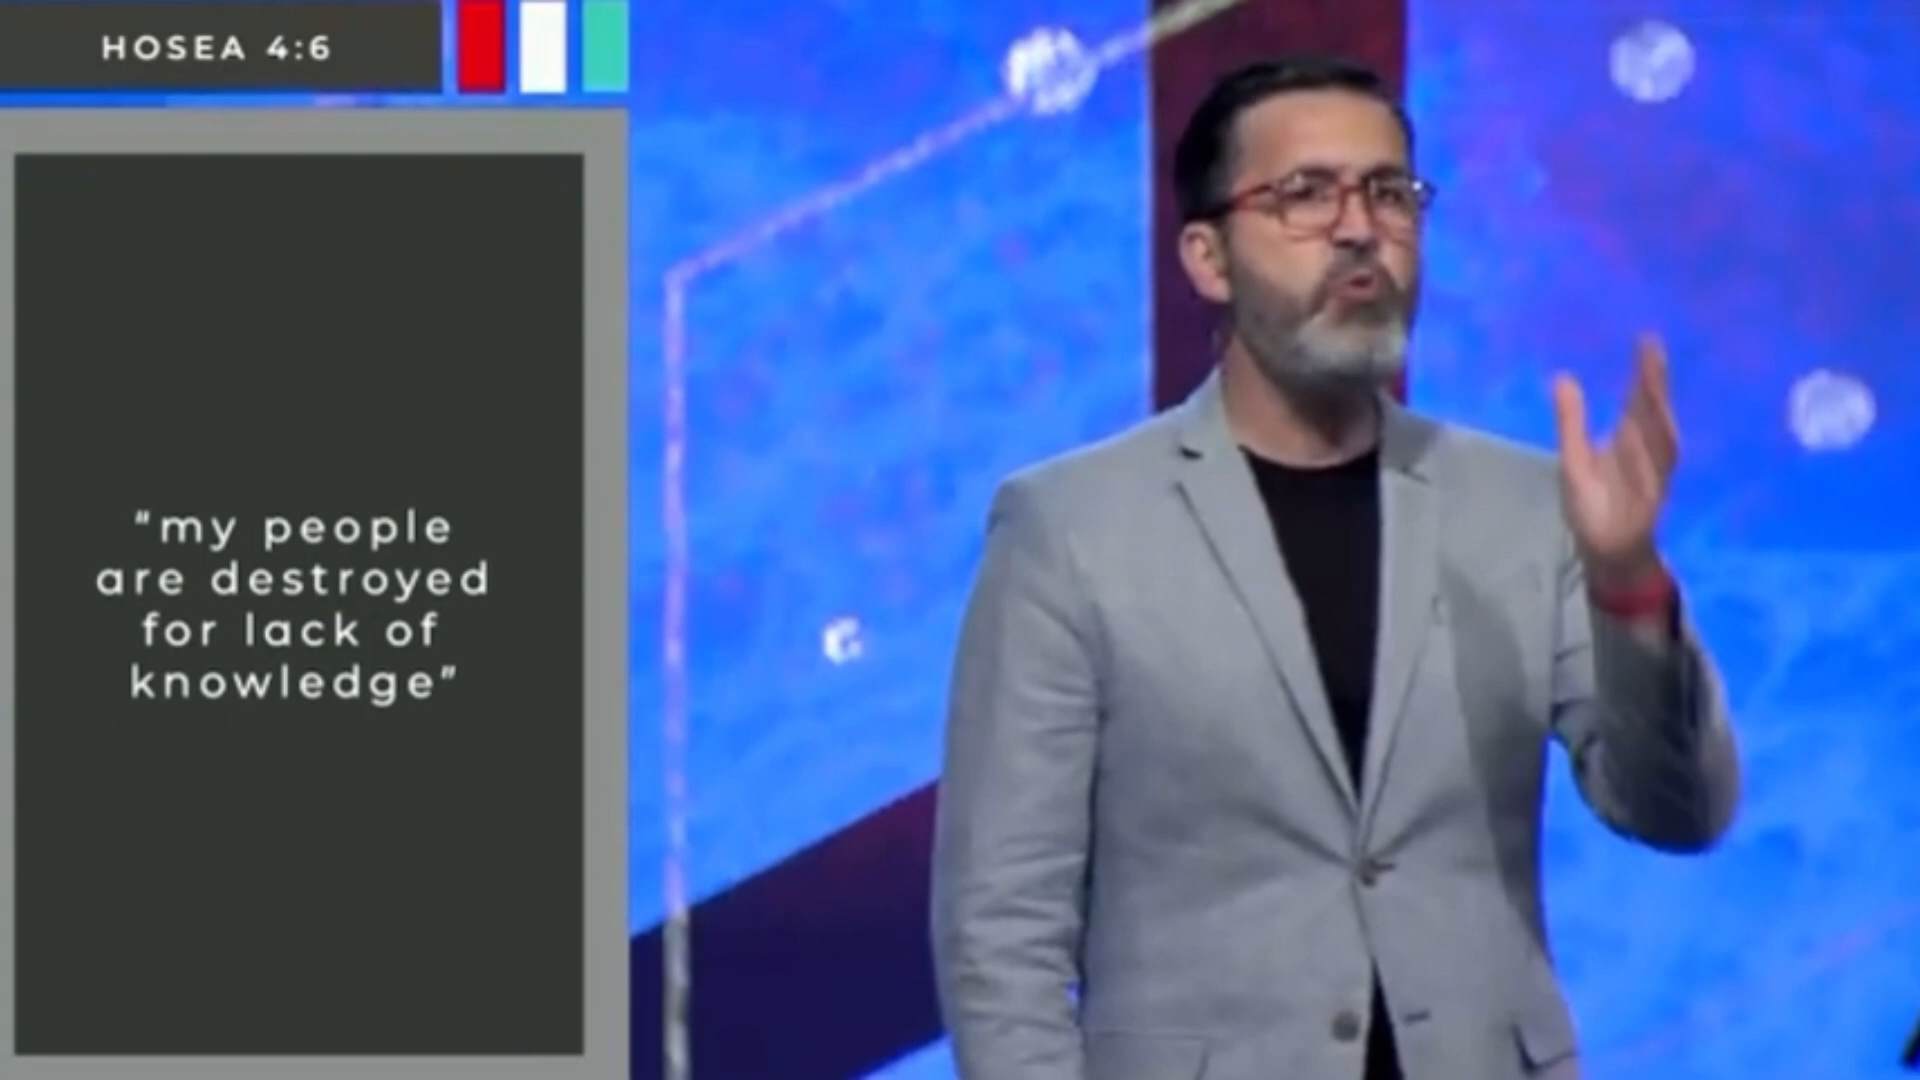 HOSEA 4:6
"my people
are destroyed
for lack of
knowledge"